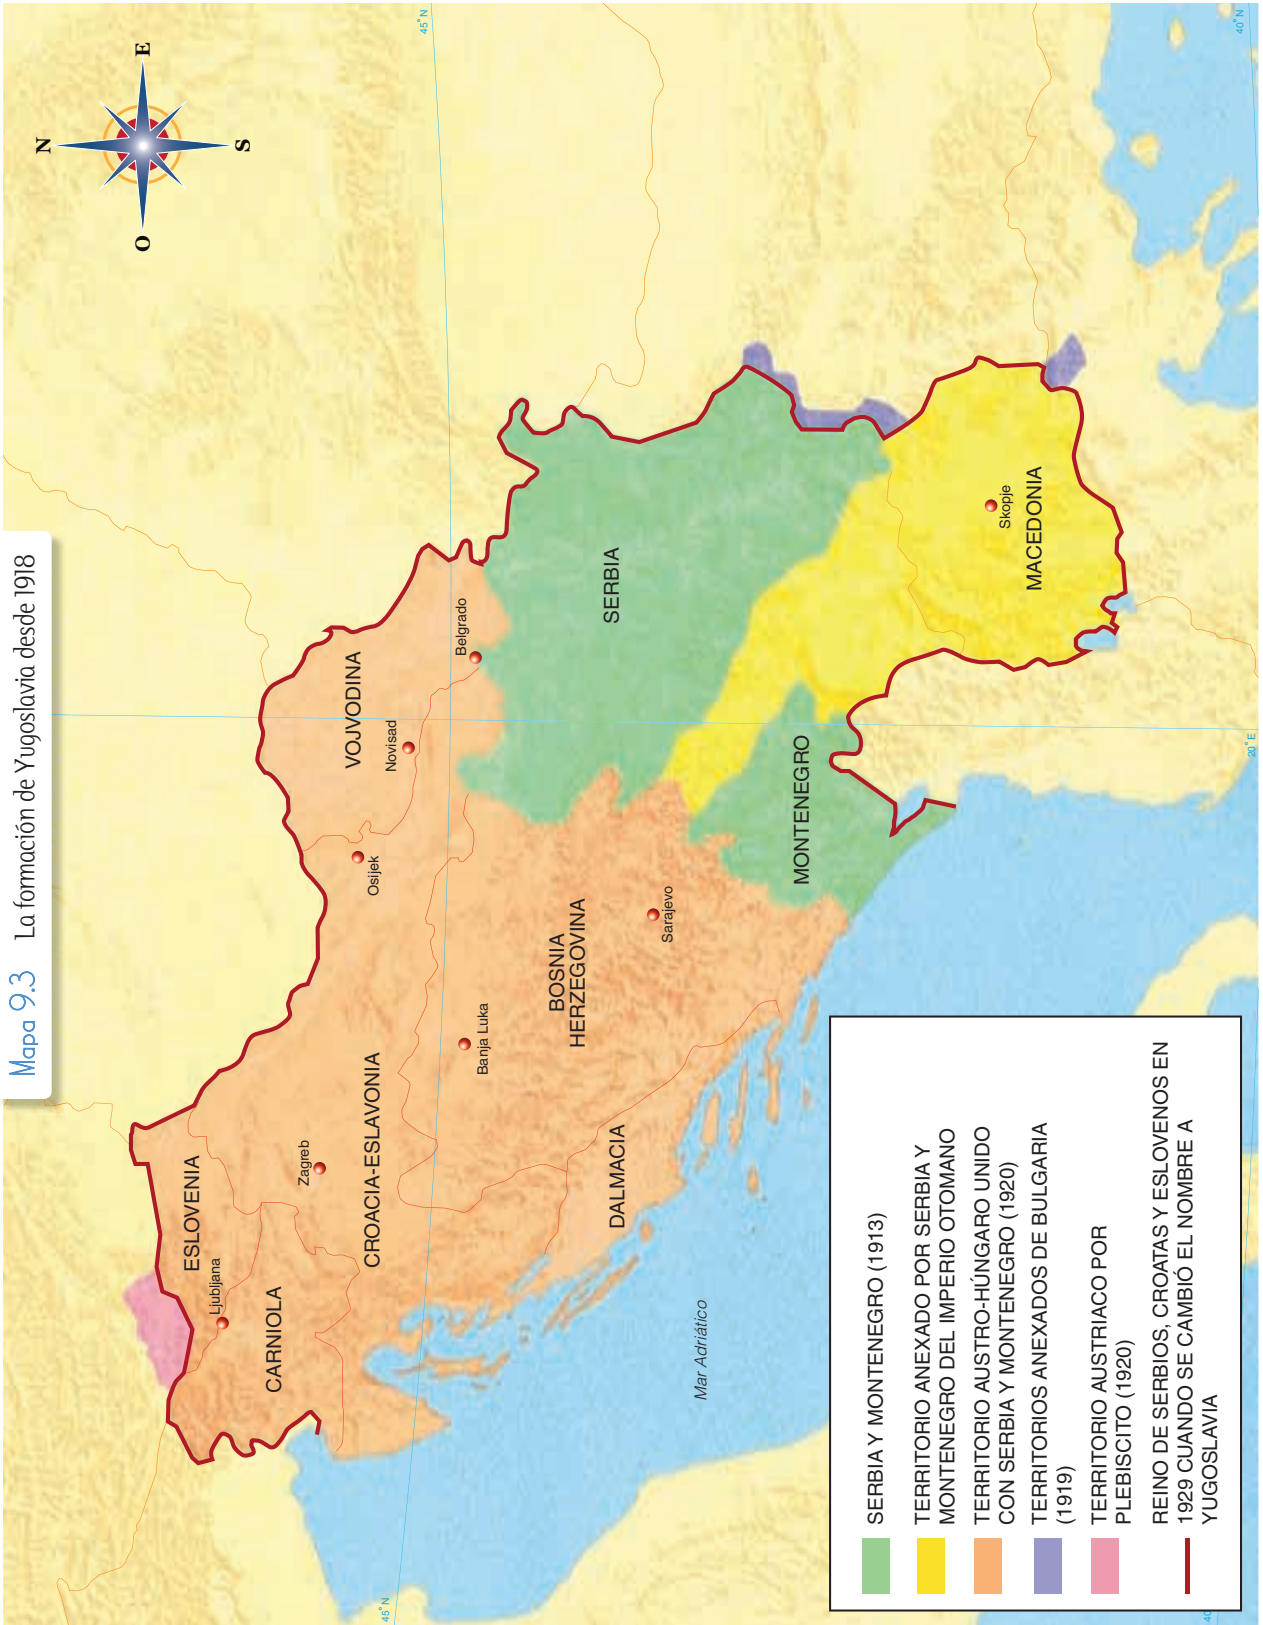 Mapa 9.3 La formación de Yugoslavia desde 1918
N
E
S
O
45° N
40° N
45° N
40
20° E
ESLOVENIA
Ljubljana
CARNIOLA
Zagreb
CROACIA-ESLAVONIA
Osijek
VOJVODINA
Novisad
Belgrado
Banja Luka
BOSNIA
HERZEGOVINA
Sarajevo
DALMACIA
SERBIA
MONTENEGRO
Skopje
MACEDONIA
Mar Adriático
SERBIA Y MONTENEGRO (1913)
TERRITORIO ANEXADO POR SERBIA Y
MONTENEGRO DEL IMPERIO OTOMANO
TERRITORIO AUSTRO-HÚNGARO UNIDO
CON SERBIA Y MONTENEGRO (1920)
TERRITORIOS ANEXADOS DE BULGARIA
(1919)
TERRITORIO AUSTRIACO POR
PLEBISCITO (1920)
REINO DE SERBIOS, CROATAS Y ESLOVENOS EN
1929 CUANDO SE CAMBIÓ EL NOMBRE A
YUGOSLAVIA